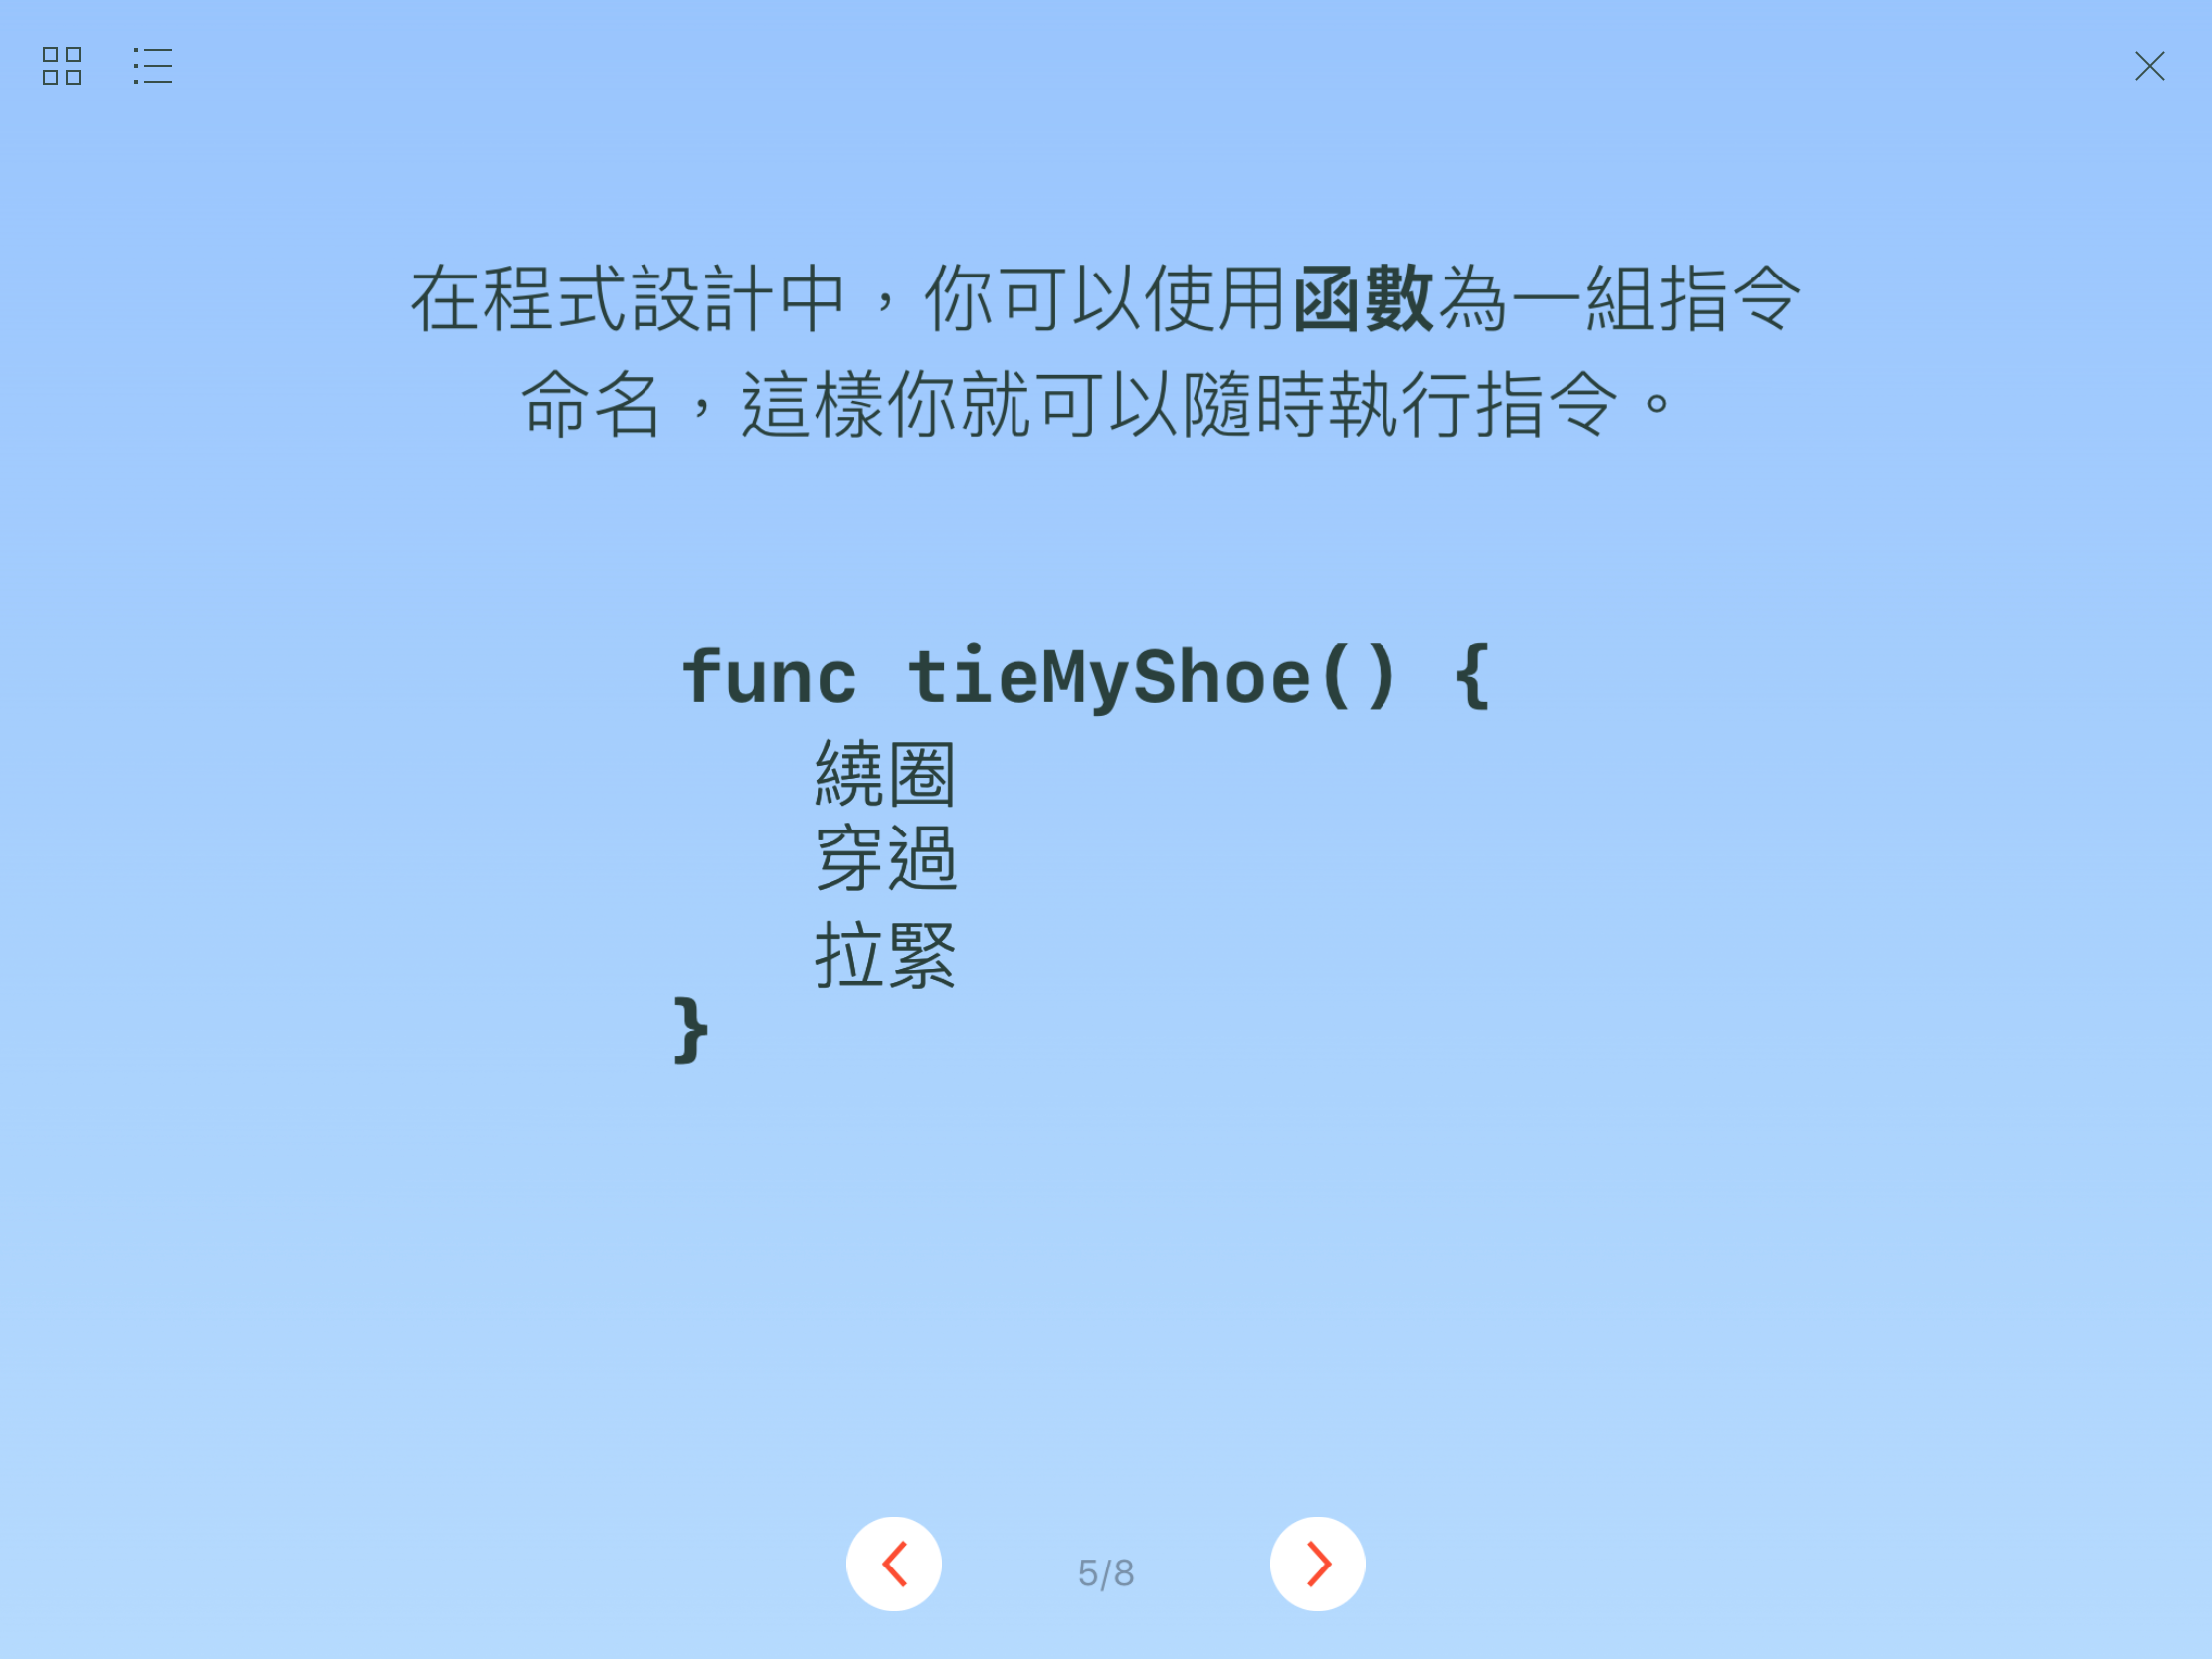 在程式設計中，你可以使用函數為一組指令
命名，這樣你就可以隨時執行指令。
func tieMyShoe() {
繞圈
穿過
拉緊
}
5/8